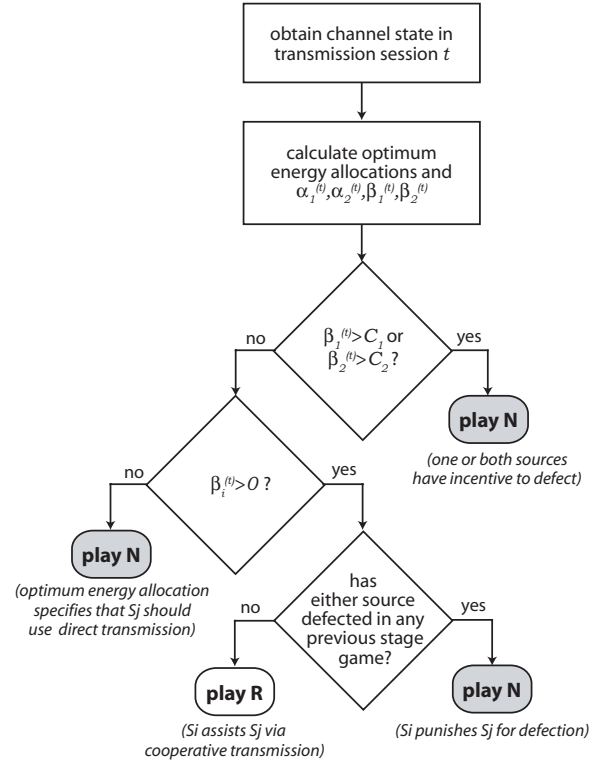 obtain channel state in
transmission session t
calculate optimum
energy allocations and
α₁⁽ᵗ⁾,α₂⁽ᵗ⁾,β₁⁽ᵗ⁾,β₂⁽ᵗ⁾
no
β₁⁽ᵗ⁾>C₁ or
β₂⁽ᵗ⁾>C₂ ?
yes
play N
(one or both sources
have incentive to defect)
no
βᵢ⁽ᵗ⁾>0 ?
yes
play N
(optimum energy allocation
specifies that Sj should
use direct transmission)
no
has
either source
defected in any
previous stage
game?
yes
play R
(Si assists Sj via
cooperative transmission)
play N
(Si punishes Sj for defection)